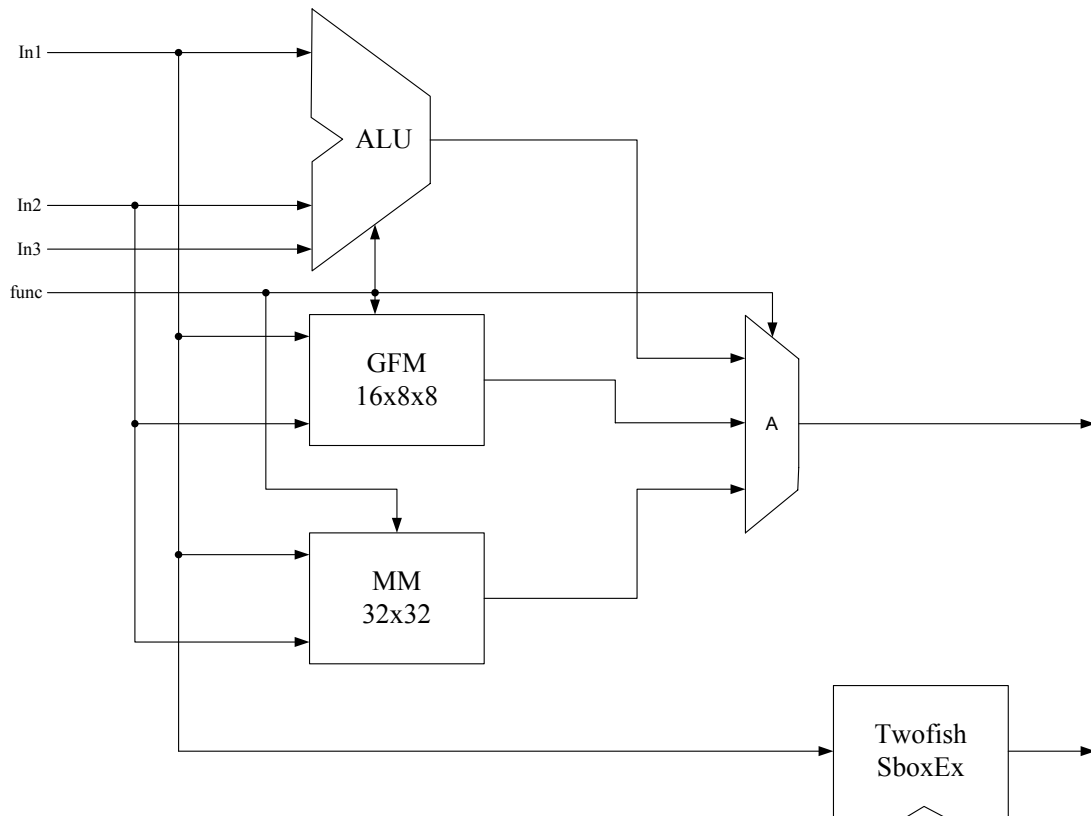 In1
ALU
In2
In3
func
GFM
16x8x8
A
MM
32x32
Twofish
SboxEx